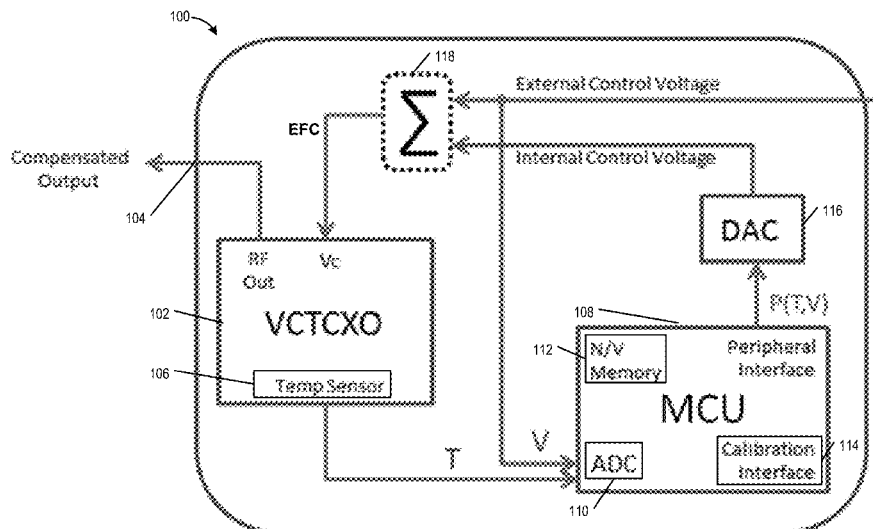 100
118
Σ
External Control Voltage
EFC
Internal Control Voltage
Compensated
Output
104
DAC
116
RF
Out
Vc
102
VCTCXO
108
P(T,V)
112
N/V
Memory
Peripheral
Interface
106
Temp Sensor
MCU
T
V
ADC
Calibration
Interface
114
110